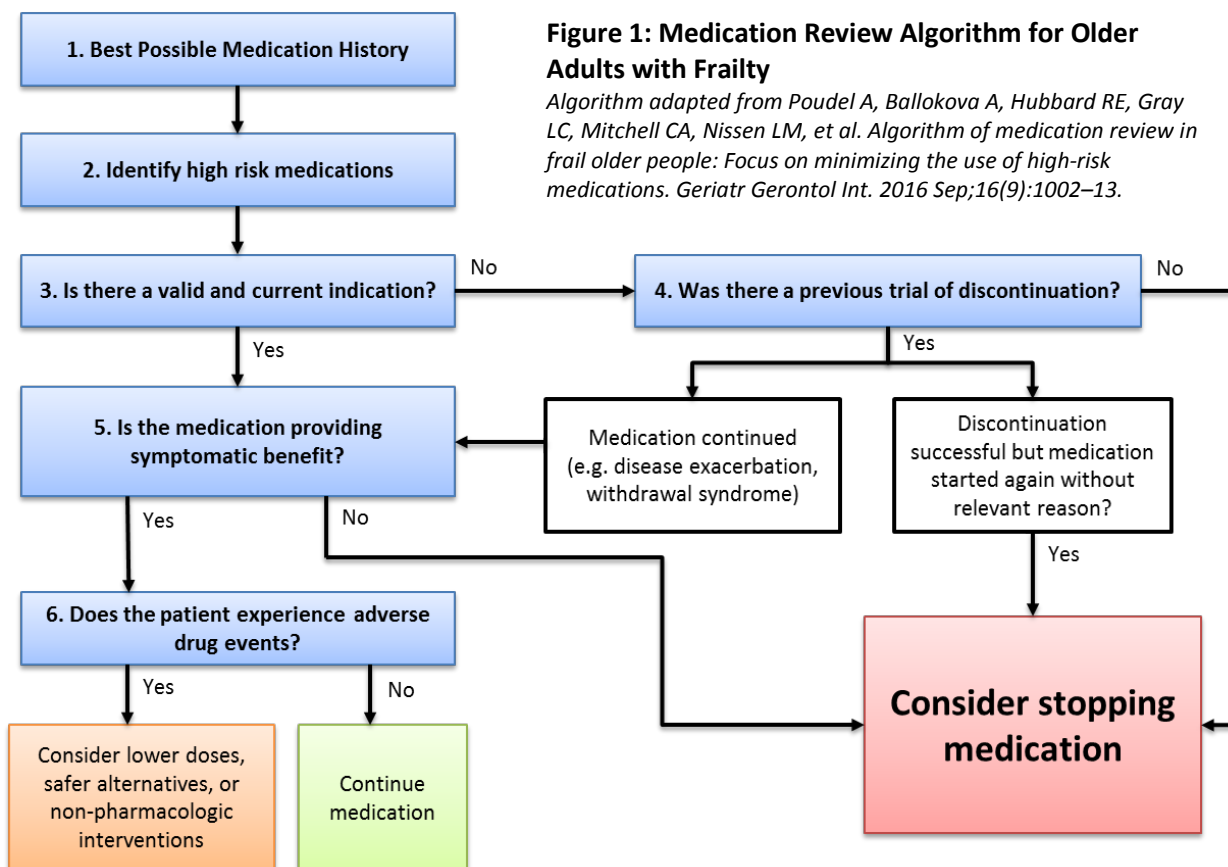 1. Best Possible Medication History
Figure 1: Medication Review Algorithm for Older
Adults with Frailty
Algorithm adapted from Poudel A, Ballokova A, Hubbard RE, Gray
LC, Mitchell CA, Nissen LM, et al. Algorithm of medication review in
frail older people: Focus on minimizing the use of high-risk
medications. Geriatr Gerontol Int. 2016 Sep;16(9):1002–13.
2. Identify high risk medications
3. Is there a valid and current indication?
No
4. Was there a previous trial of discontinuation?
No
Yes
Yes
5. Is the medication providing
symptomatic benefit?
Medication continued
(e.g. disease exacerbation,
withdrawal syndrome)
Discontinuation
successful but medication
started again without
relevant reason?
Yes
No
Yes
6. Does the patient experience adverse
drug events?
Yes
No
Consider stopping
medication
Consider lower doses,
safer alternatives, or
non-pharmacologic
interventions
Continue
medication